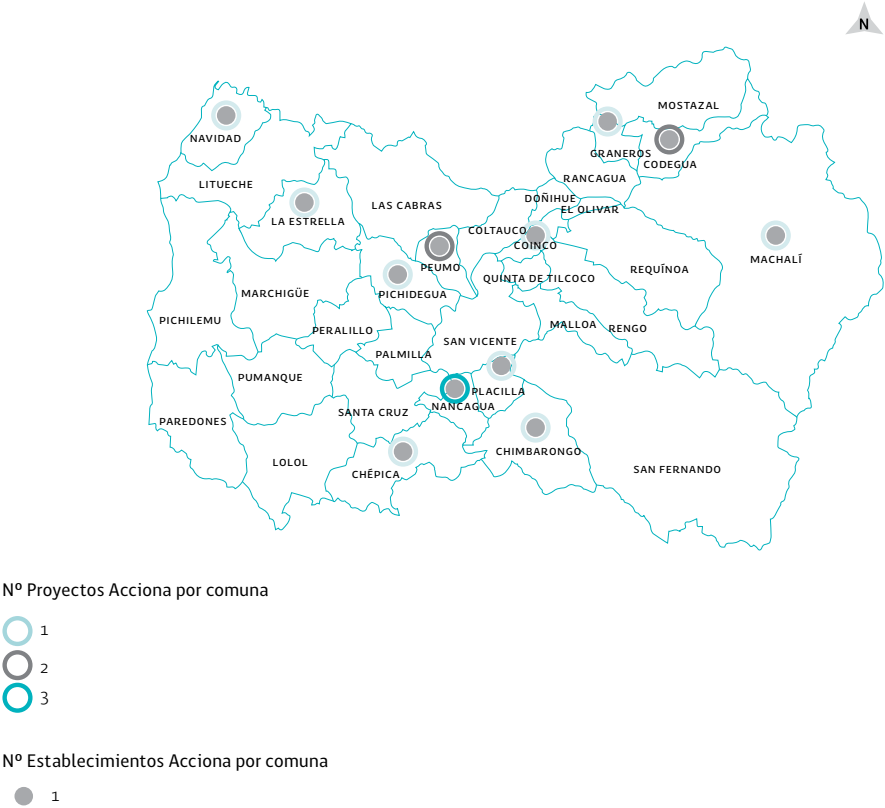 N
MOSTAZAL
NAVIDAD
GRANEROS
CODEGUA
RANCAGUA
LITUECHE
DOÑIHUE
LAS CABRAS
EL OLIVAR
LA ESTRELLA
COLTAUCO
COINCO
MACHALÍ
PEUMO
REQUÍNOA
QUINTA DE TILCOCO
MARCHIGÜE
PICHIDEGUA
PICHILEMU
MALLOA
RENGO
PERALILLO
SAN VICENTE
PALMILLA
PUMANQUE
PLACILLA
NANCAGUA
SANTA CRUZ
PAREDONES
CHIMBARONGO
LOLOL
SAN FERNANDO
CHÉPICA
Nº Proyectos Acciona por comuna
1
2
3
Nº Establecimientos Acciona por comuna
1